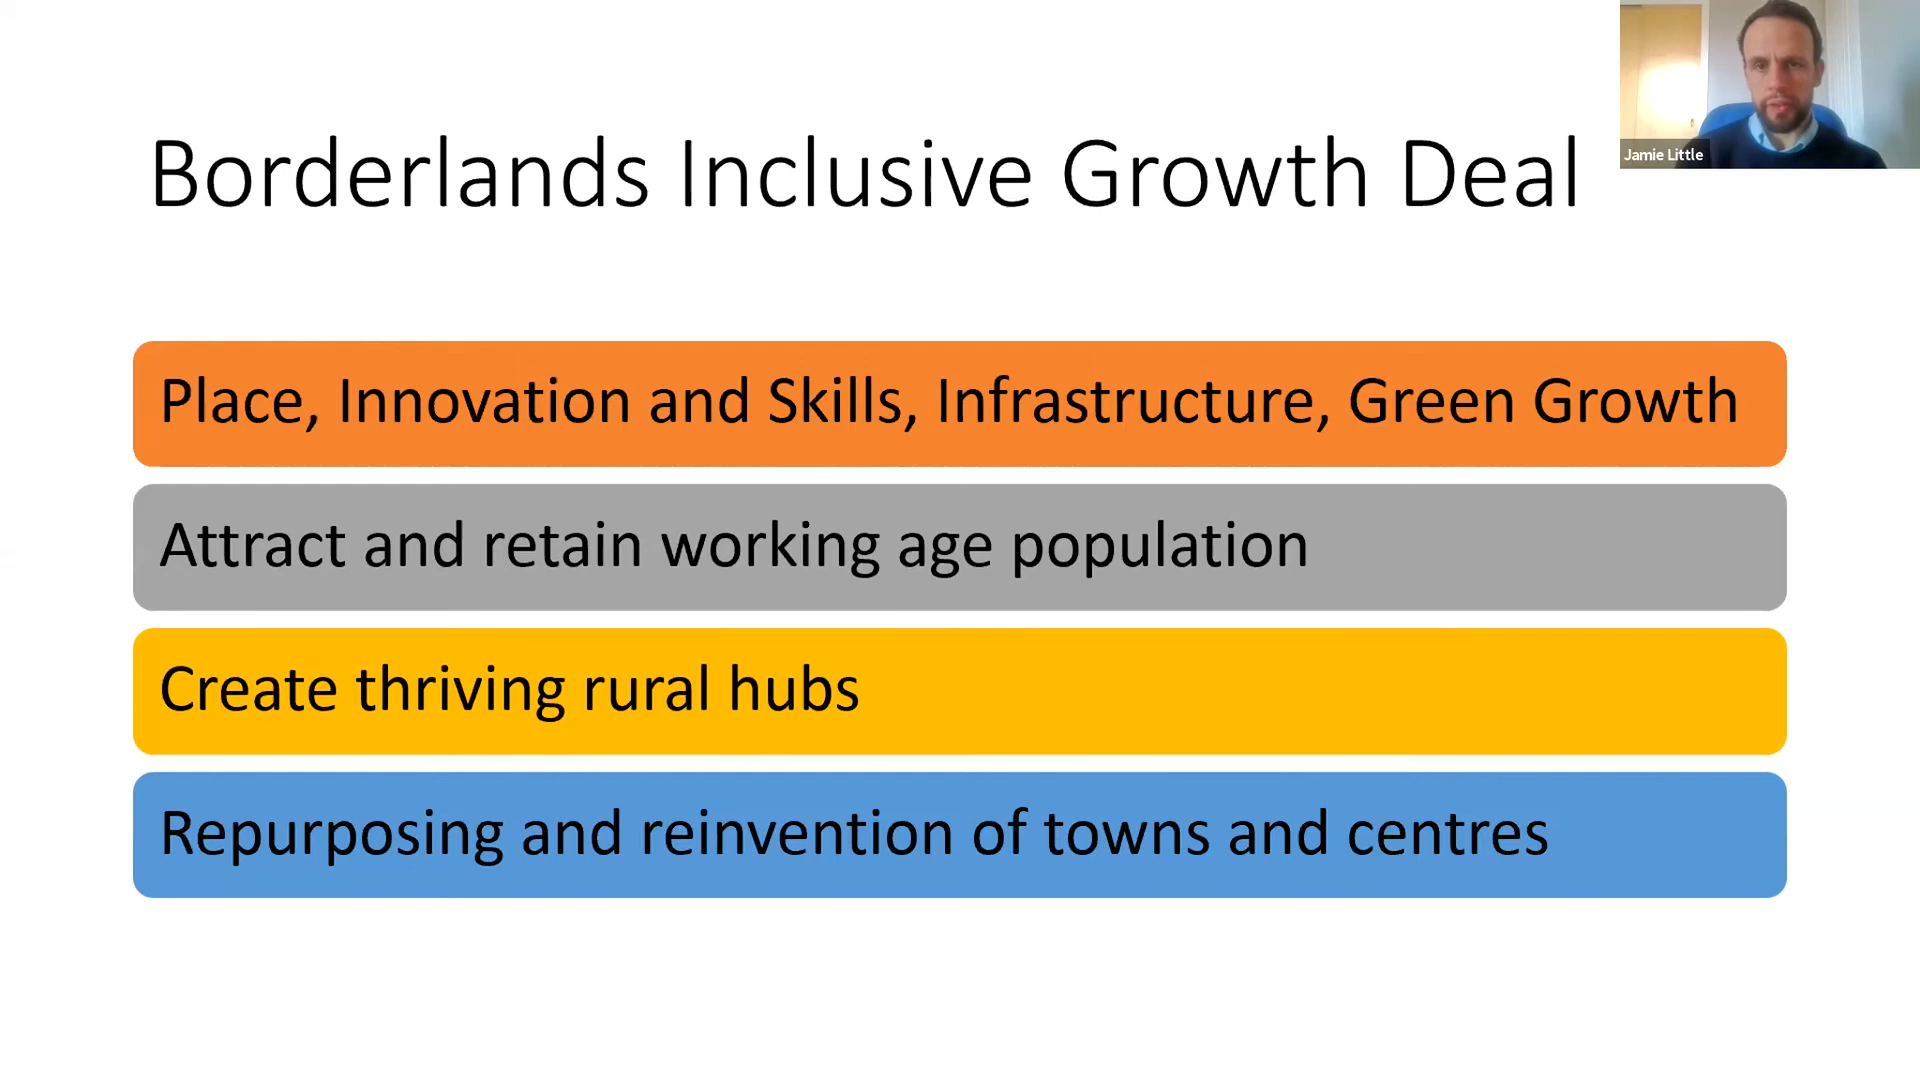 Borderlands Inclusive Growth Deal
Jamie Little
Place, Innovation and Skills, Infrastructure, Green Growth
Attract and retain working age population
Create thriving rural hubs
Repurposing and reinvention of towns and centres